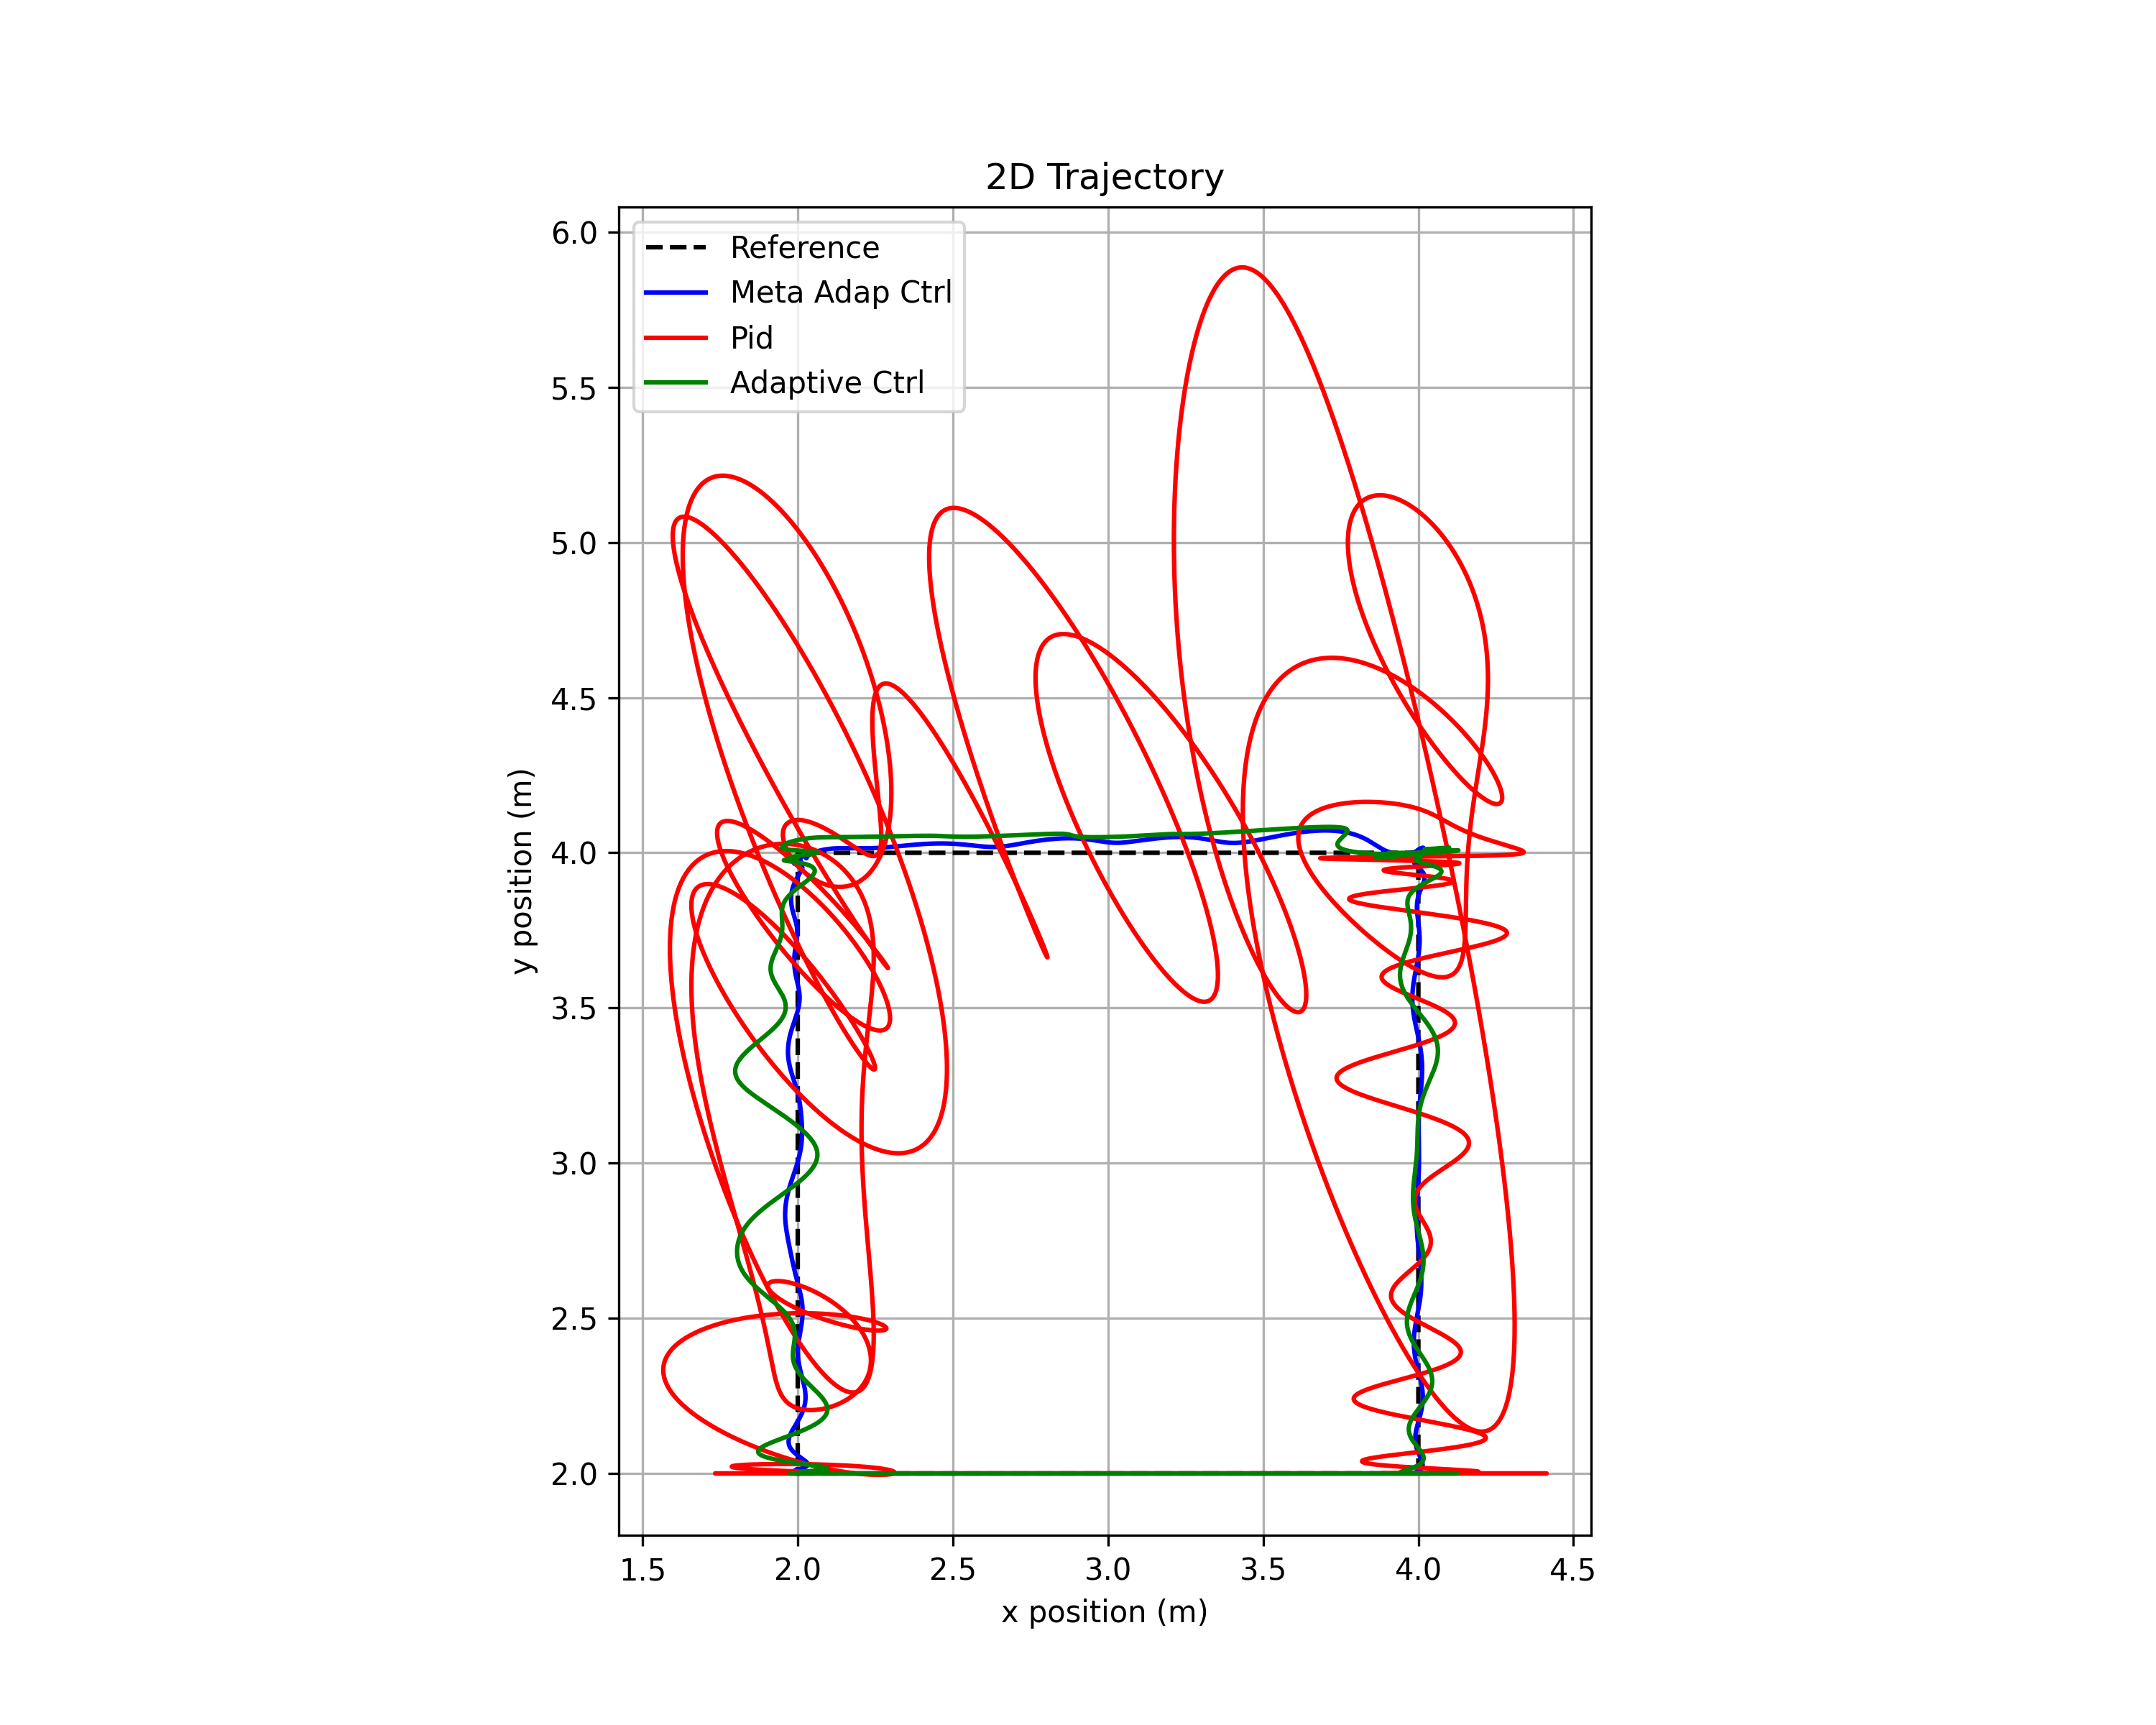 2D Trajectory
Reference
Meta Adap Ctrl
Pid
Adaptive Ctrl
6.0
5.5
5.0
4.5
4.0
3.5
3.0
2.5
2.0
y position (m)
1.5 2.0 2.5 3.0 3.5 4.0 4.5
x position (m)